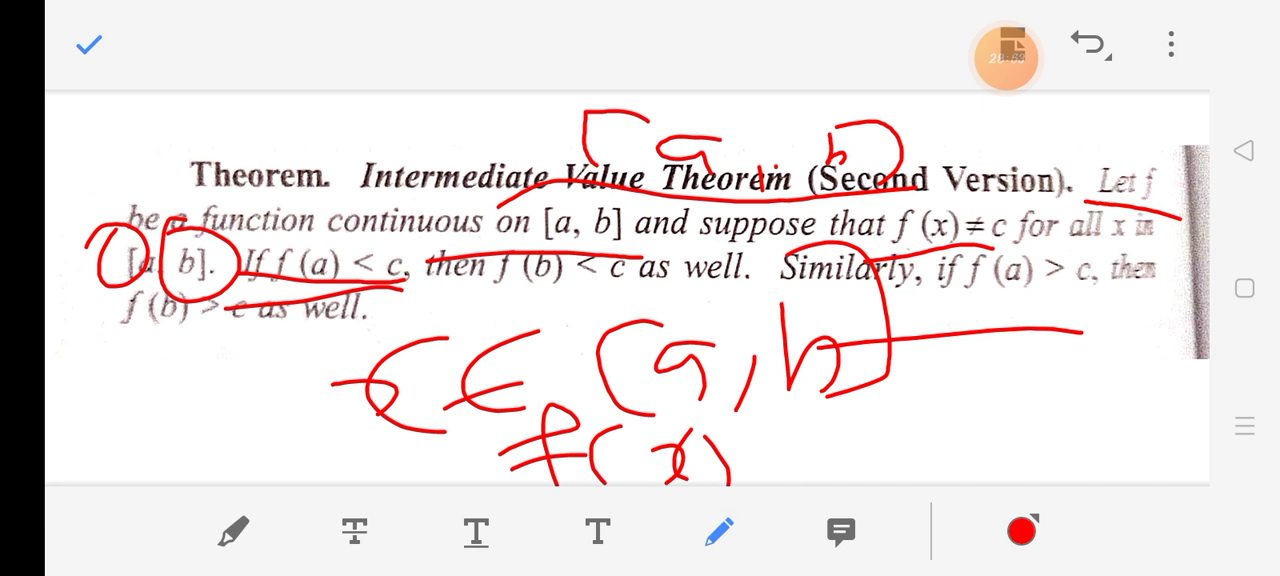 [a, b]
Theorem. Intermediate Value Theorem (Second Version). Let f
be a function continuous on [a, b] and suppose that f (x) ≠ c for all x in
[a, b]. If f (a) < c, then f (b) < c as well. Similarly, if f (a) > c, then
f (b) > c as well.
c ∈ [a, b]
f(x)
T T T